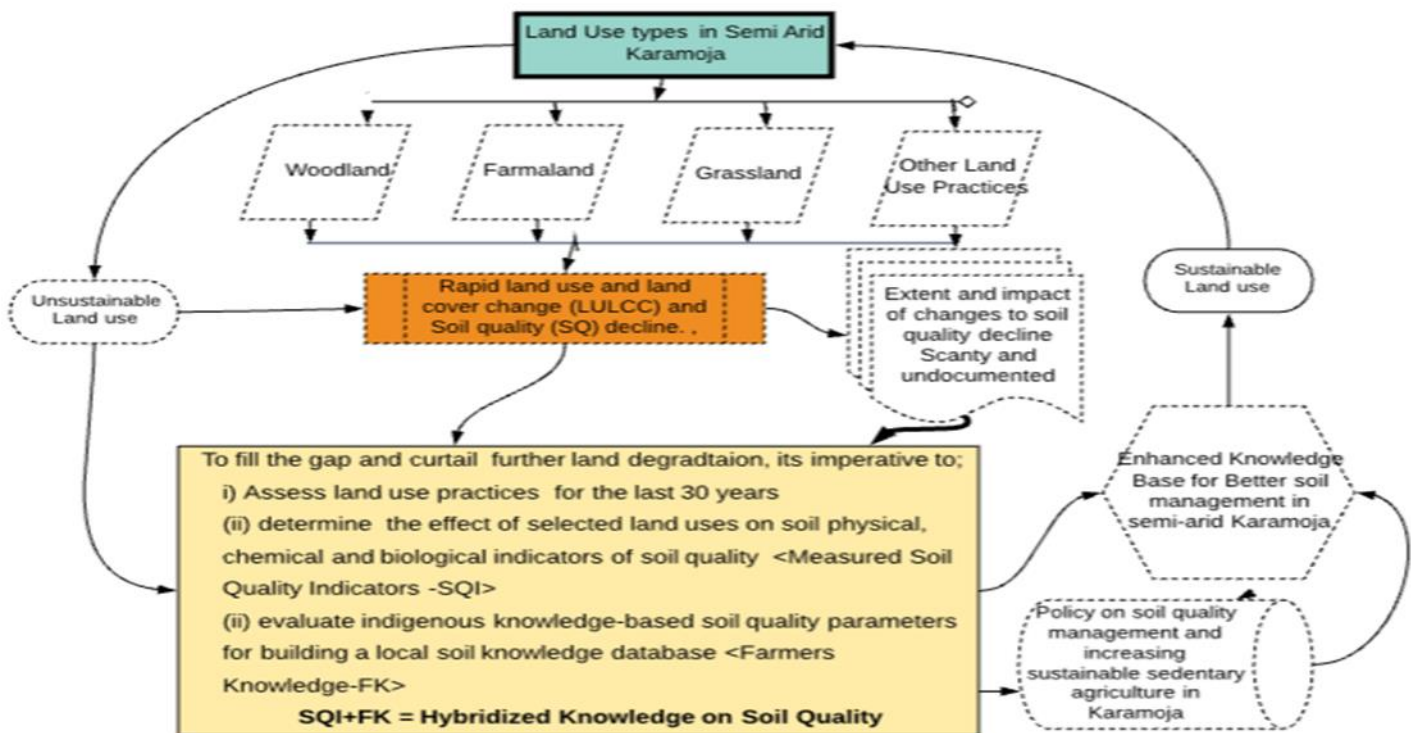 Land Use types in Semi Arid
Karamoja
Woodland
Farmaland
Grassland
Other Land
Use Practices
Unsustainable
Land use
Rapid land use and land
cover change (LULCC) and
Soil quality (SQ) decline. ,
Extent and impact
of changes to soil
quality decline
Scanty and
undocumented
Sustainable
Land use
To fill the gap and curtail further land degradtaion, its imperative to;
i) Assess land use practices for the last 30 years
(ii) determine the effect of selected land uses on soil physical,
chemical and biological indicators of soil quality <Measured Soil
Quality Indicators -SQI>
(ii) evaluate indigenous knowledge-based soil quality parameters
for building a local soil knowledge database <Farmers
Knowledge-FK>
SQI+FK = Hybridized Knowledge on Soil Quality
Enhanced Knowledge
Base for Better soil
management in
semi-arid Karamoja
Policy on soil quality
management and
increasing
sustainable sedentary
agriculture in
Karamoja